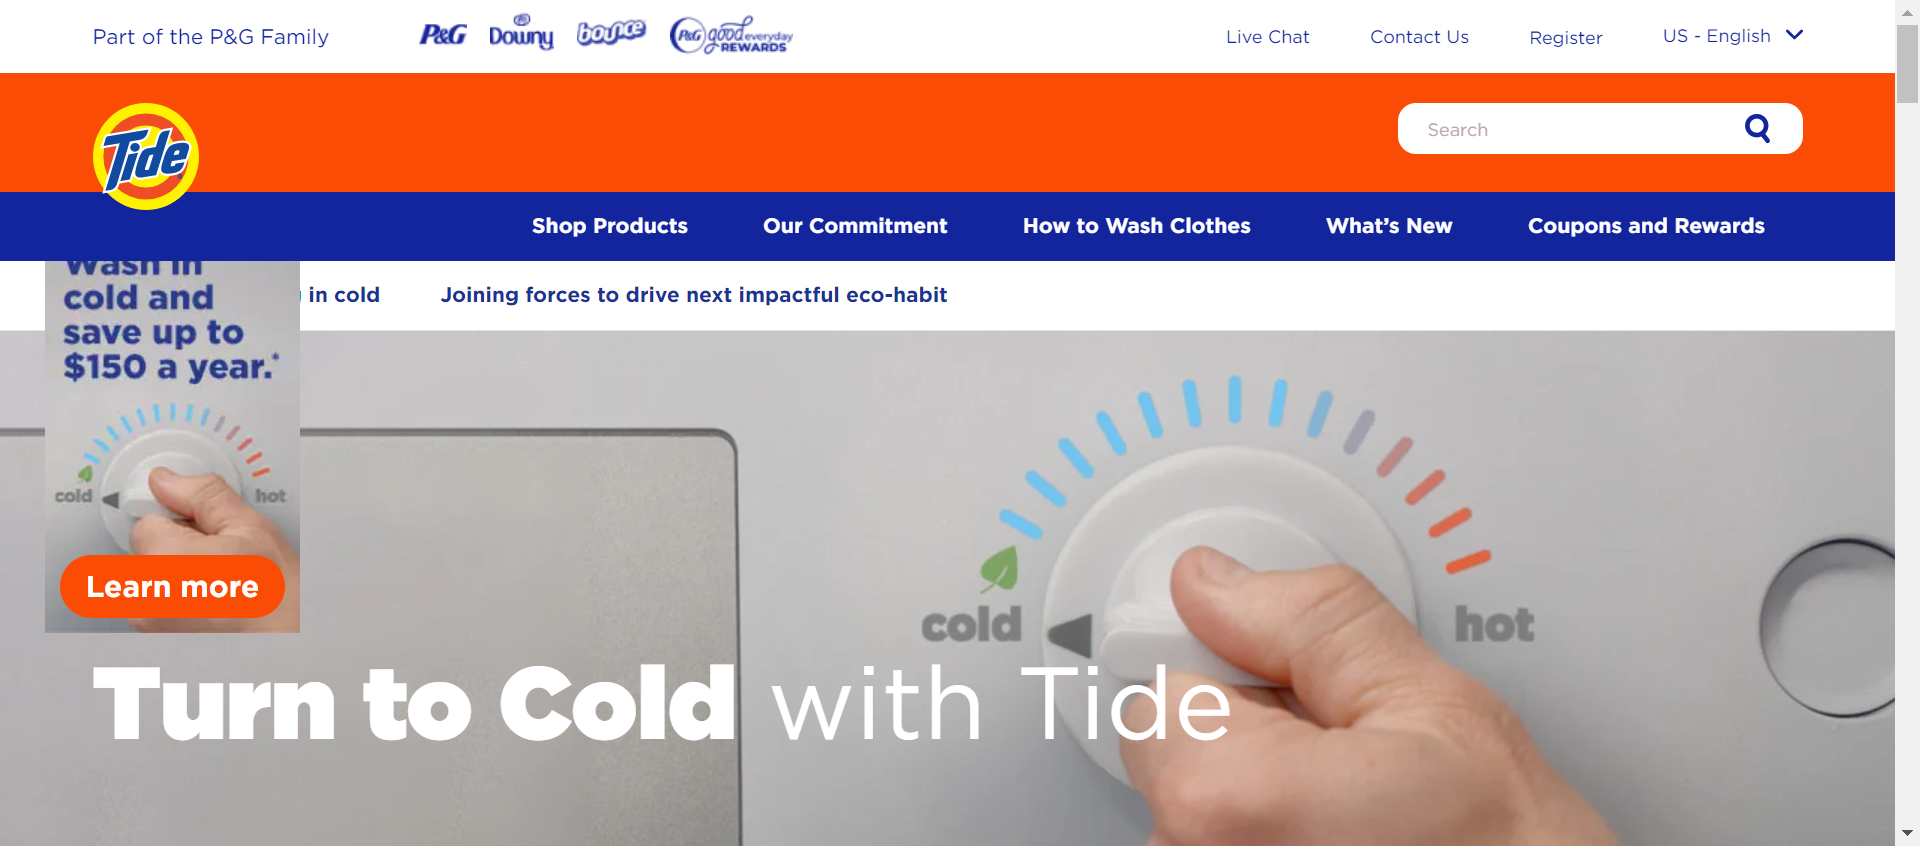 Part of the P&G Family
P&G
Downy
bounce
P&G good everyday REWARDS
Live Chat
Contact Us
Register
US - English
Tide
Search
Shop Products
Our Commitment
How to Wash Clothes
What's New
Coupons and Rewards
Wash in
cold and
save up to
$150 a year.*
cold
hot
Learn more
in cold
Joining forces to drive next impactful eco-habit
cold
hot
Turn to Cold with Tide